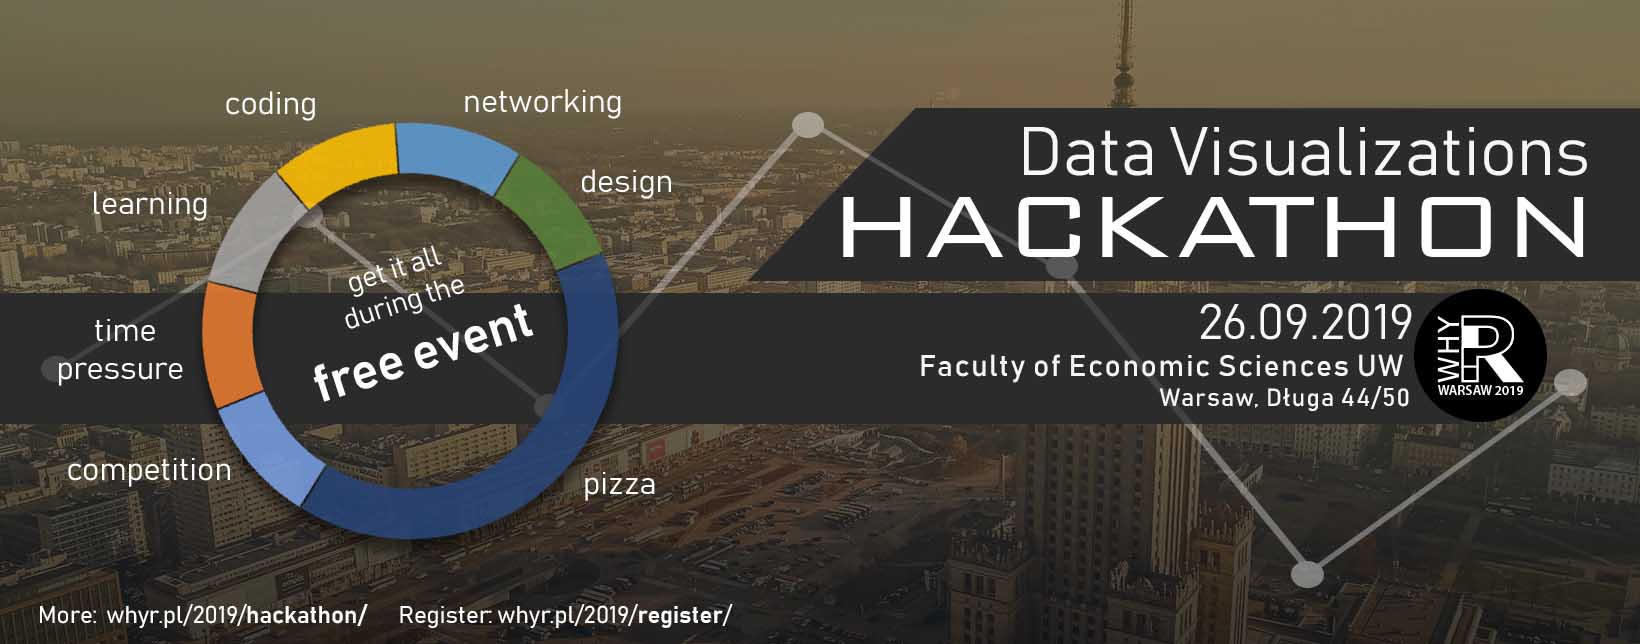 coding
networking
design
learning
time
pressure
competition
pizza
get it all
during the
free event
Data Visualizations
HACKATHON
26.09.2019
Faculty of Economic Sciences UW
Warsaw, Długa 44/50
WHY
R
WARSAW 2019
More: whyr.pl/2019/hackathon/ Register: whyr.pl/2019/register/